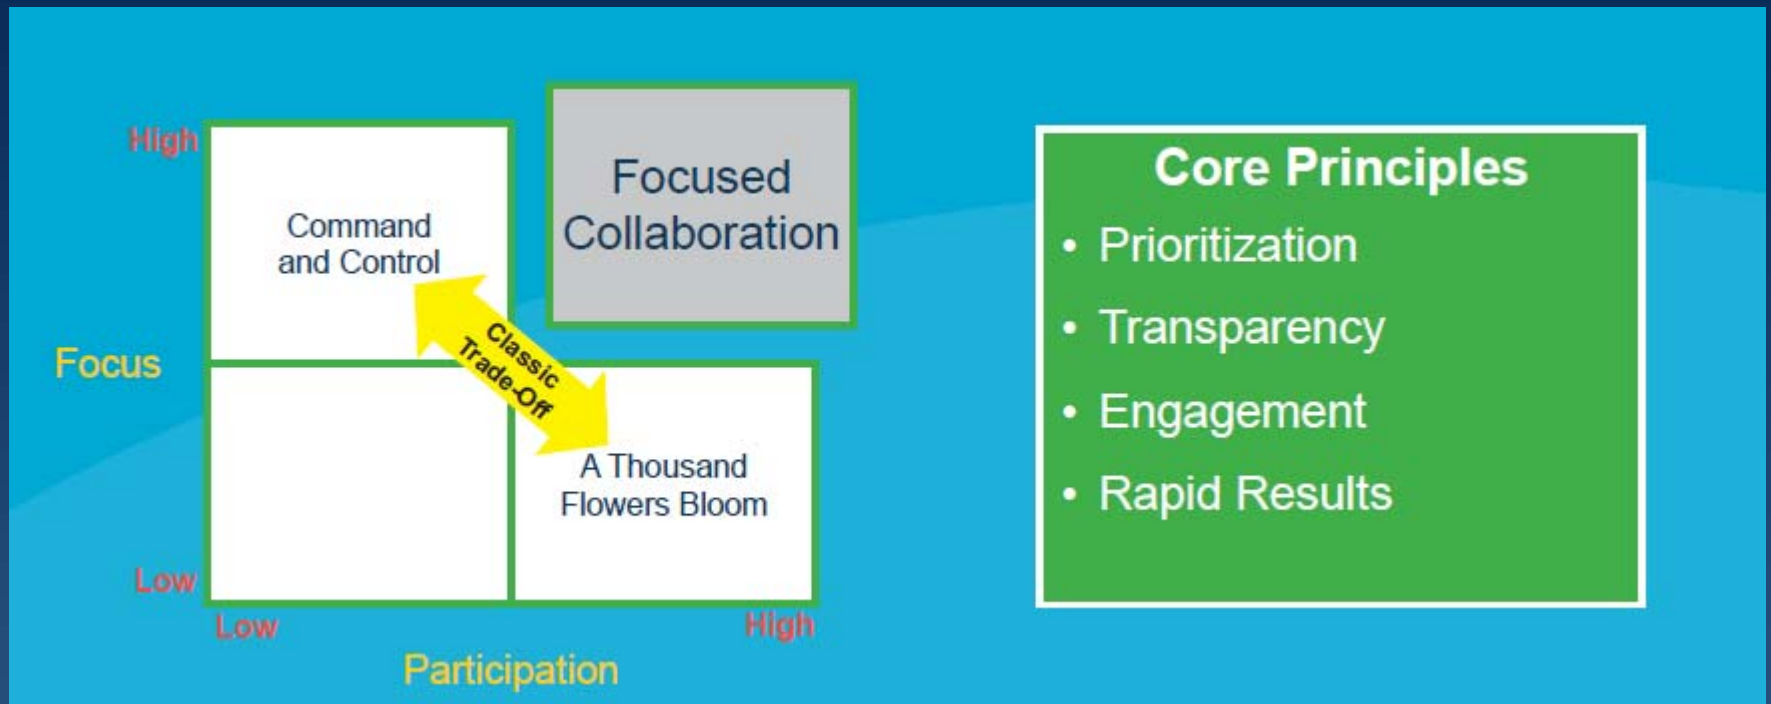 High
Command
and Control
Focused
Collaboration
Classic
Trade-Off
Focus
A Thousand
Flowers Bloom
Low
Low
High
Participation
Core Principles
• Prioritization
• Transparency
• Engagement
• Rapid Results